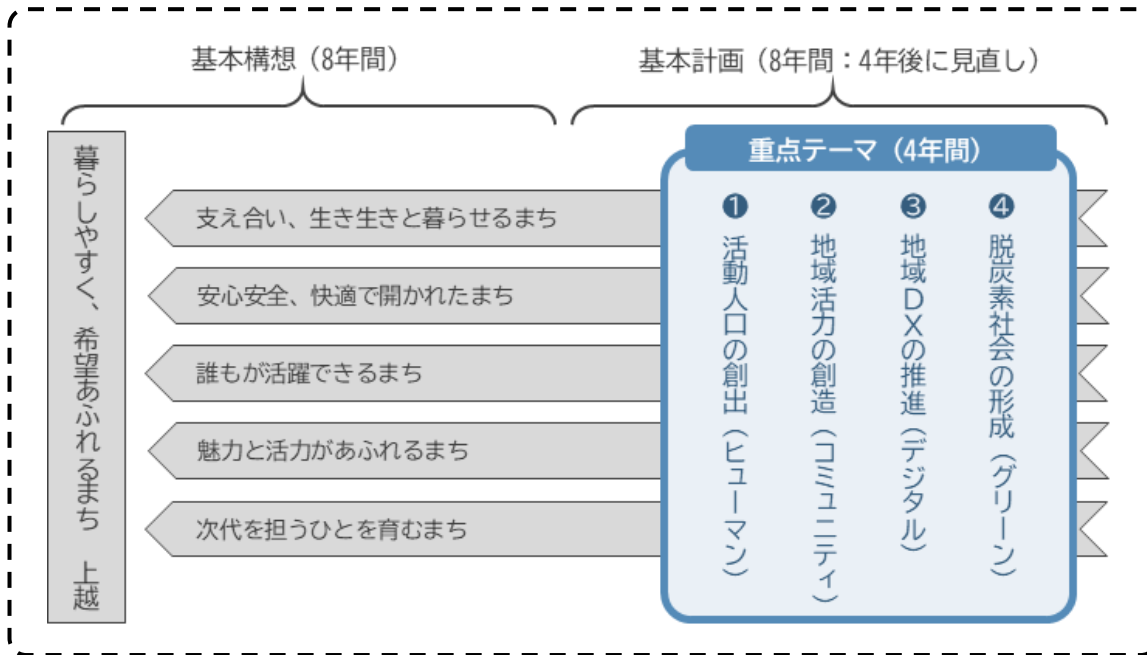 基本構想（8年間）
基本計画（8年間：4年後に見直し）
暮らしやすく、希望あふれるまち　上越
支え合い、生き生きと暮らせるまち
安心安全、快適で開かれたまち
誰もが活躍できるまち
魅力と活力があふれるまち
次代を担うひとを育むまち
重点テーマ（4年間）
❶ 活動人口の創出（ヒューマン）
❷ 地域活力の創造（コミュニティ）
❸ 地域ＤＸの推進（デジタル）
❹ 脱炭素社会の形成（グリーン）